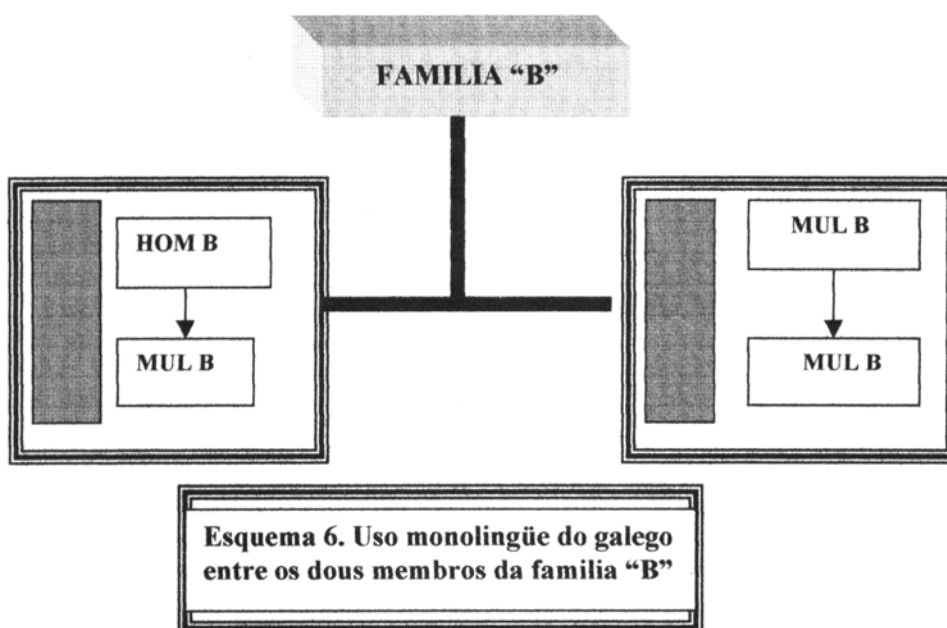 FAMILIA “B”
HOM B
MUL B
MUL B
MUL B
Esquema 6. Uso monolingüe do galego
entre os dous membros da familia “B”